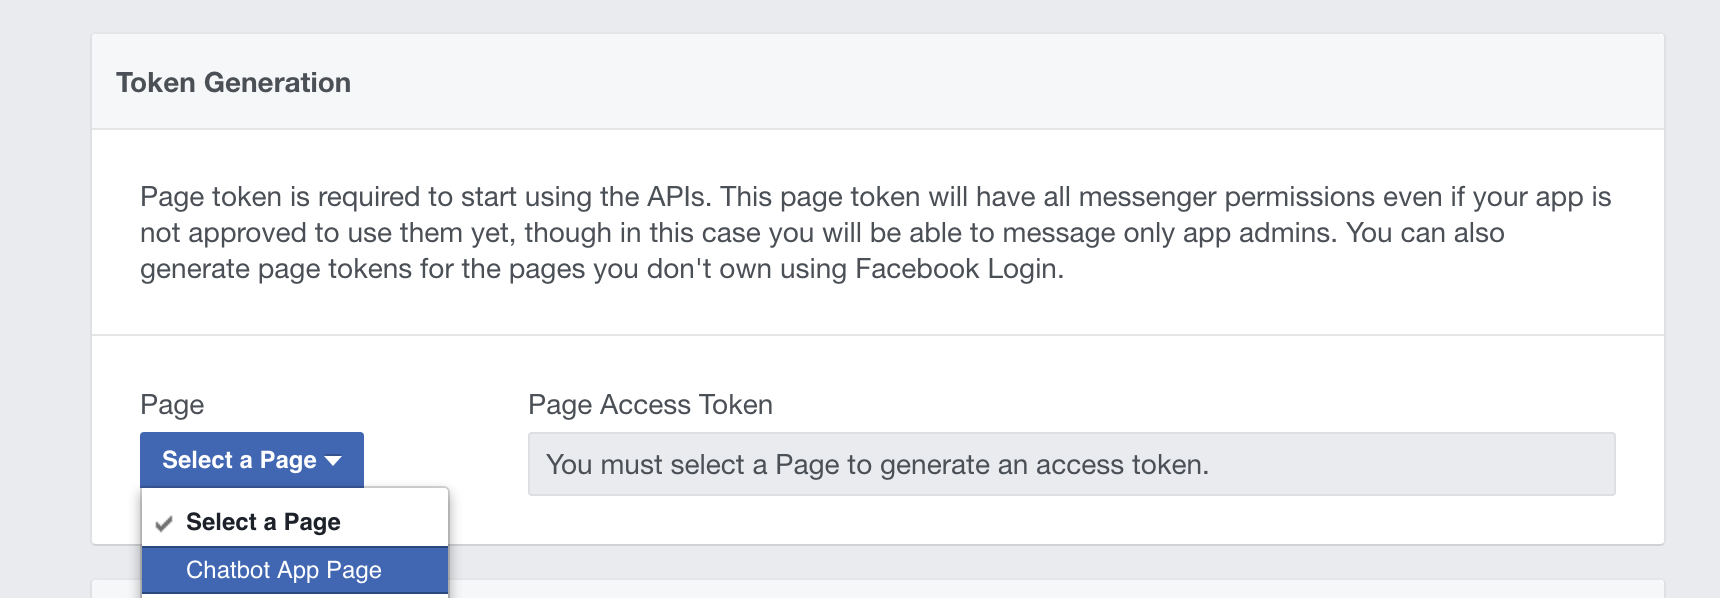 Token Generation
Page token is required to start using the APIs. This page token will have all messenger permissions even if your app is
not approved to use them yet, though in this case you will be able to message only app admins. You can also
generate page tokens for the pages you don't own using Facebook Login.
Page
Page Access Token
Select a Page
You must select a Page to generate an access token.
Select a Page
Chatbot App Page